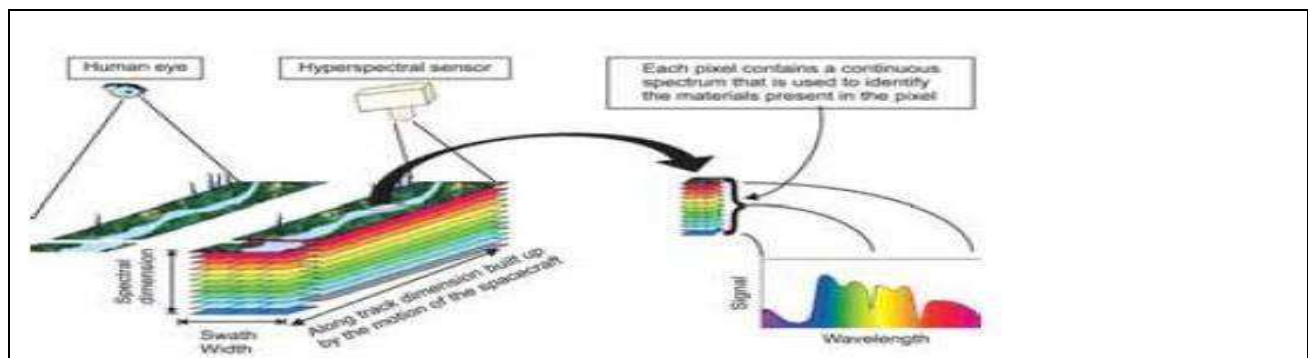 Human eye
Hyperspectral sensor
Each pixel contains a continuous
spectrum that is used to identify
the materials present in the pixel
Spectral
dimension
Swath
Width
Along track dimension built up
by the motion of the spacecraft
Signal
Wavelength